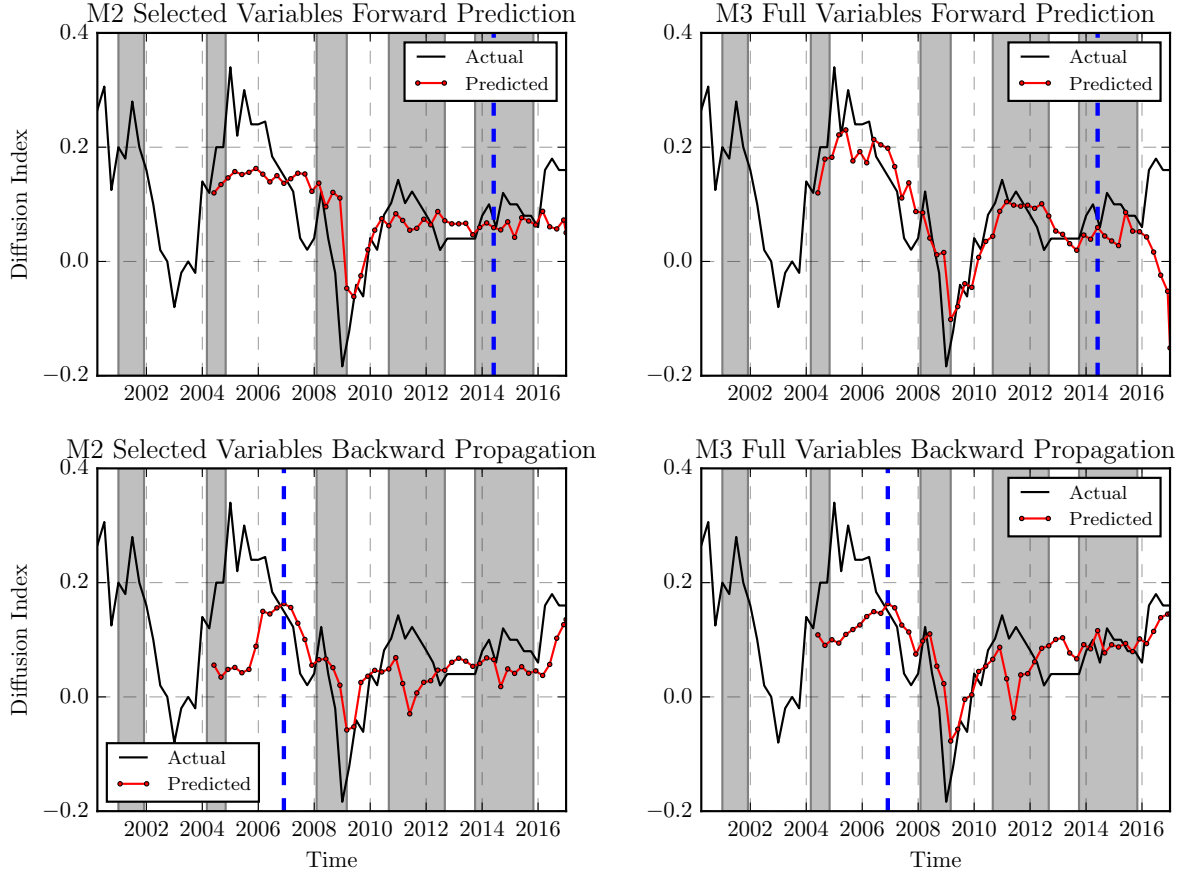 M2 Selected Variables Forward Prediction
0.4
0.2
0.0
−0.2
Diffusion Index
Actual
Predicted
2002 2004 2006 2008 2010 2012 2014 2016
M3 Full Variables Forward Prediction
0.4
0.2
0.0
−0.2
Actual
Predicted
2002 2004 2006 2008 2010 2012 2014 2016
M2 Selected Variables Backward Propagation
0.4
0.2
0.0
−0.2
Diffusion Index
Actual
Predicted
2002 2004 2006 2008 2010 2012 2014 2016
Time
M3 Full Variables Backward Propagation
0.4
0.2
0.0
−0.2
Actual
Predicted
2002 2004 2006 2008 2010 2012 2014 2016
Time